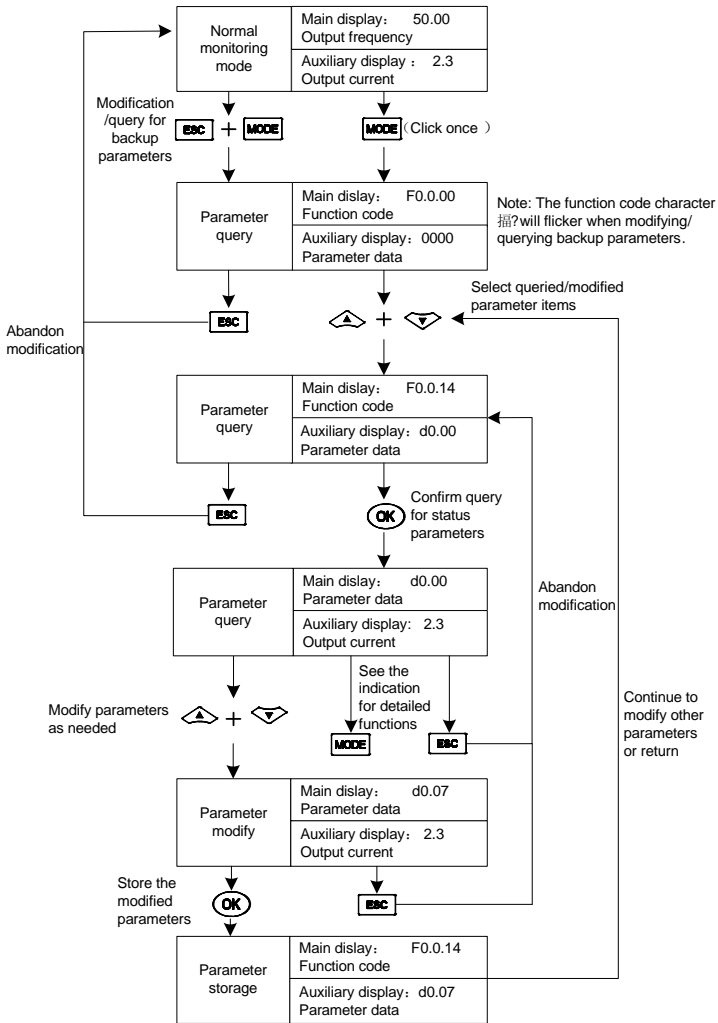 Normal
monitoring
mode
Main display： 50.00
Output frequency
Auxiliary display： 2.3
Output current
Modification
/query for
backup
parameters
ESC + MODE
MODE （Click once ）
Parameter
query
Main dislay： F0.0.00
Function code
Auxiliary display：0000
Parameter data
Note: The function code character
揊?will flicker when modifying/
querying backup parameters.
ESC
Select queried/modified
parameter items
+
Abandon
modification
Parameter
query
Main dislay： F0.0.14
Function code
Auxiliary display：d0.00
Parameter data
ESC
OK
Confirm query
for status
parameters
Parameter
query
Main dislay： d0.00
Parameter data
Auxiliary display: 2.3
Output current
Abandon
modification
Modify parameters
as needed
+
See the
indication
for detailed
functions
MODE
ESC
Continue to
modify other
parameters
or return
Parameter
modify
Main dislay： d0.07
Parameter data
Auxiliary display： 2.3
Output current
Store the
modified
parameters
OK
ESC
Parameter
storage
Main dislay： F0.0.14
Function code
Auxiliary display：d0.07
Parameter data